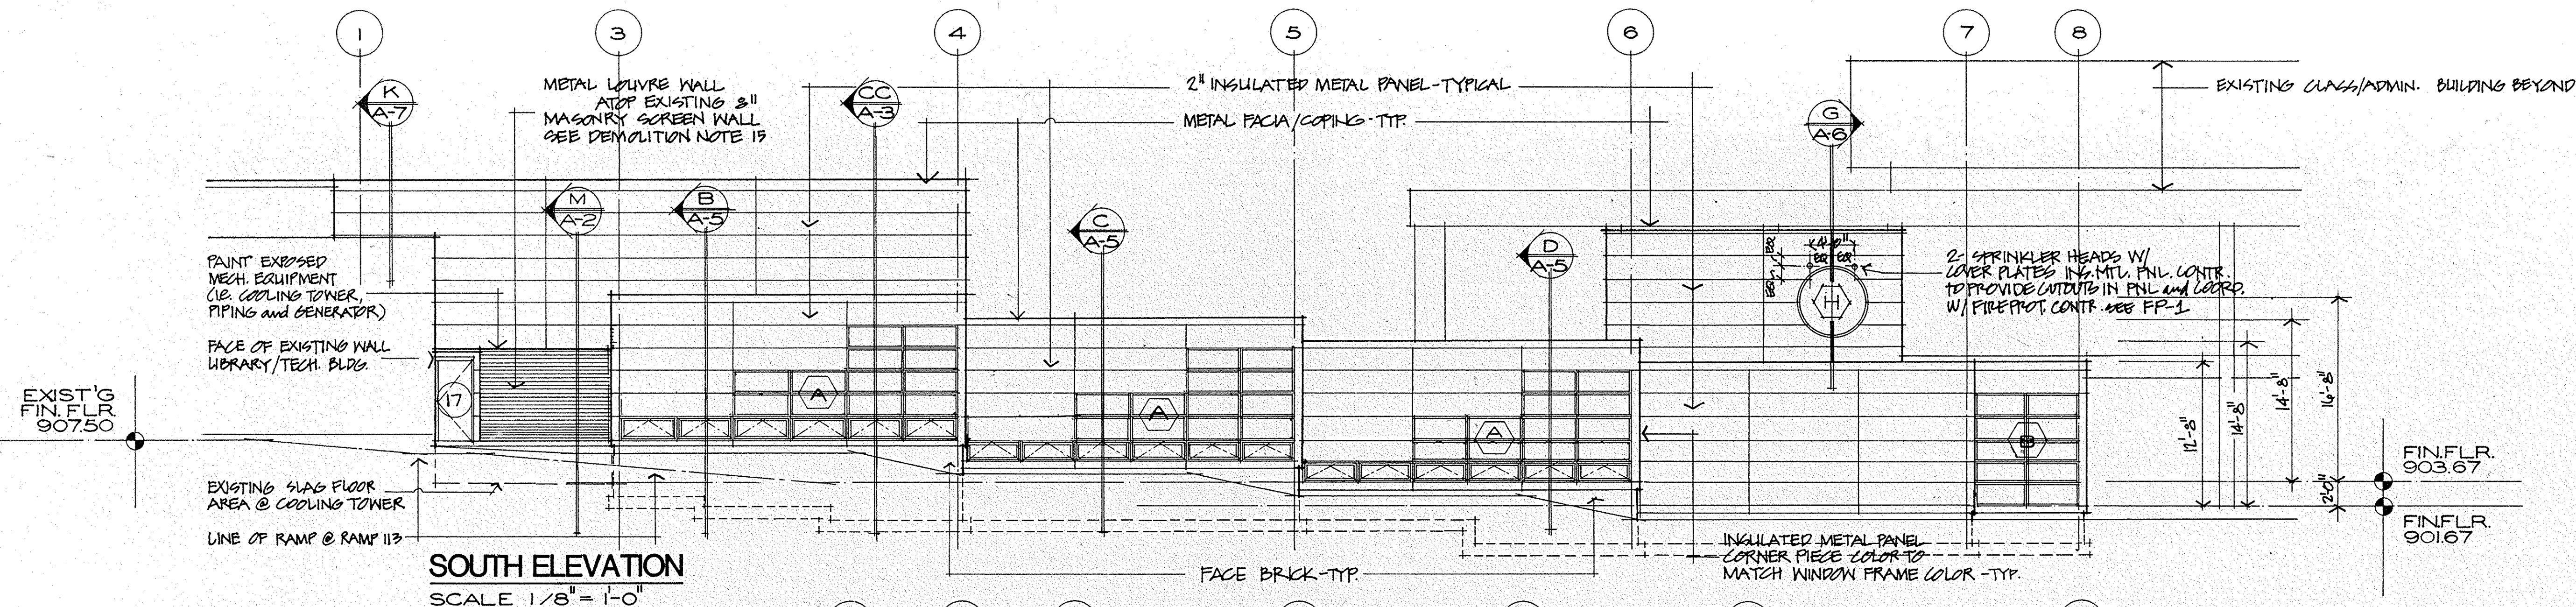 1
3
4
5
6
7
8
K
A-7
METAL LOUVRE WALL
ATOP EXISTING 8"
MASONRY SCREEN WALL
SEE DEMOLITION NOTE 15
CC
A-3
2" INSULATED METAL PANEL-TYPICAL
METAL FACIA/COPING-TYP.
G
A-6
EXISTING CLASS/ADMIN. BUILDING BEYOND
M
A-2
B
A-5
C
A-5
D
A-5
PAINT EXPOSED
MECH. EQUIPMENT
(IE. COOLING TOWER,
PIPING and GENERATOR)
FACE OF EXISTING WALL
LIBRARY/TECH. BLDG.
EQ
EQ
EQ
EQ
H
2-SPRINKLER HEADS W/
COVER PLATES INS. MTL. PNL. CONTR.
TO PROVIDE CUTOUTS IN PNL and COORD.
W/ FIREPROT. CONTR. SEE FP-1
17
A
A
A
B
EXIST'G
FIN. FLR.
907.50
12'-8"
14'-8"
14'-8"
16'-8"
2'-0"
FIN.FLR.
903.67
FIN.FLR.
901.67
EXISTING SLAG FLOOR
AREA @ COOLING TOWER
LINE OF RAMP @ RAMP 113
SOUTH ELEVATION
SCALE 1/8" = 1'-0"
FACE BRICK-TYP.
INSULATED METAL PANEL
CORNER PIECE COLOR TO
MATCH WINDOW FRAME COLOR-TYP.